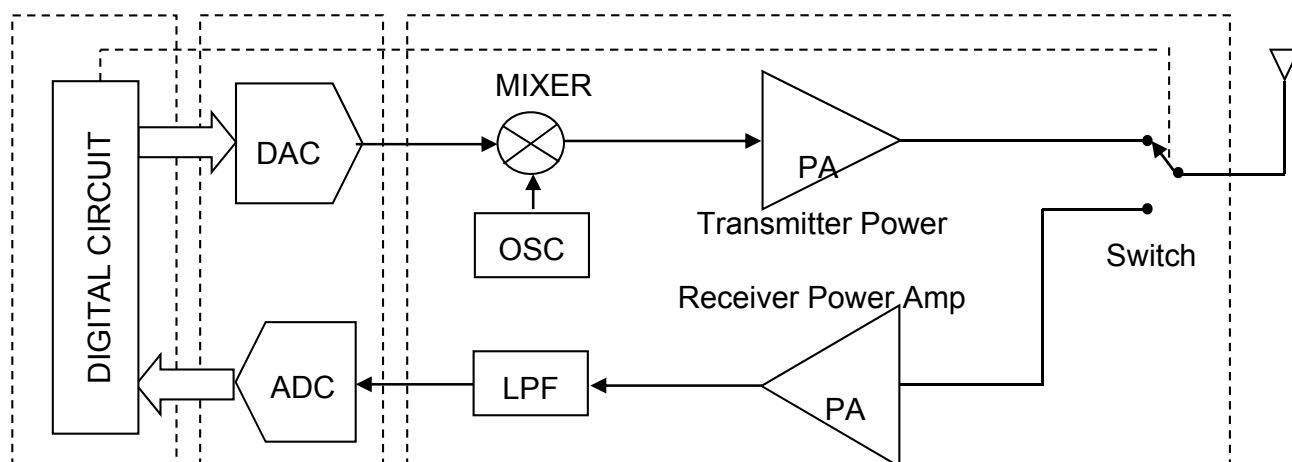 MIXER
DIGITAL CIRCUIT
DAC
PA
Transmitter Power
OSC
Switch
Receiver Power Amp
ADC
LPF
PA